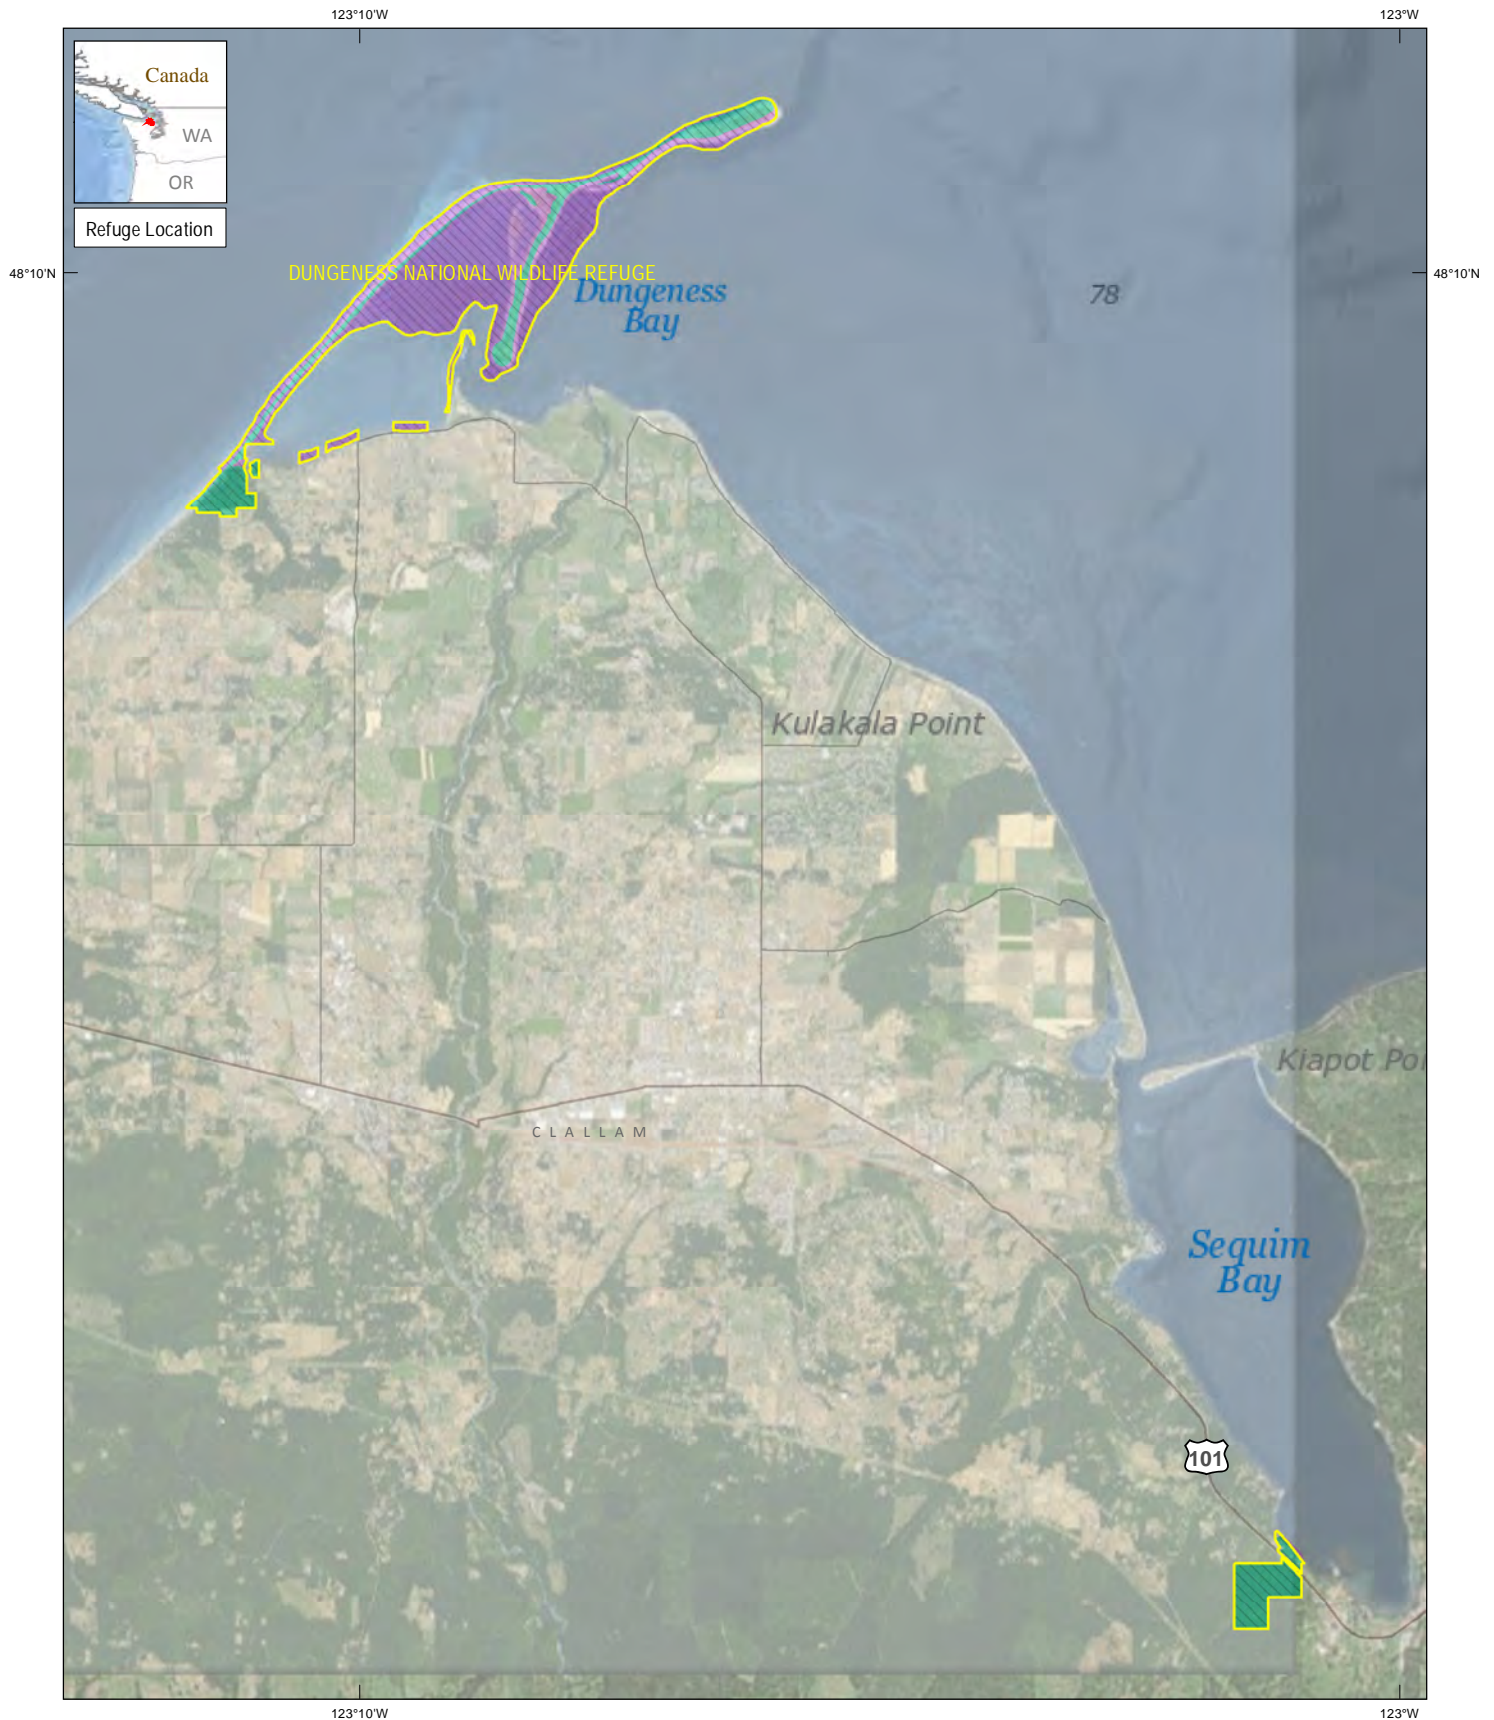 123°10'W
123°W
Canada
WA
OR
Refuge Location
48°10'N
48°10'N
DUNGENESS NATIONAL WILDLIFE REFUGE
Dungeness
Bay
78
Kulakala Point
Kiapot Poi
CLALLAM
Sequim
Bay
101
123°10'W
123°W